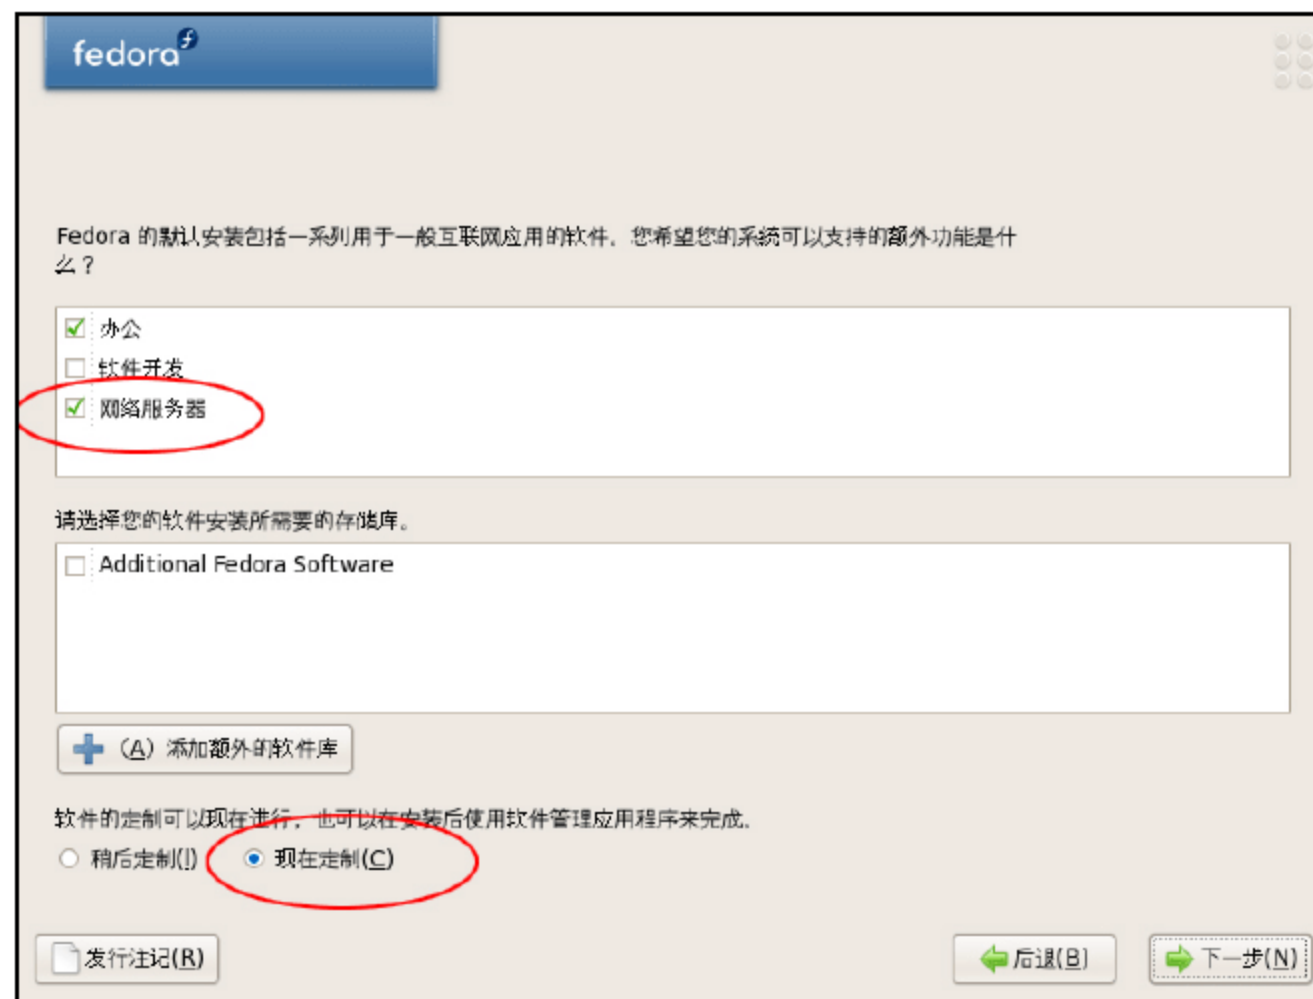 fedora
Fedora 的默认安装包括一系列用于一般互联网应用的软件。您希望您的系统可以支持的额外功能是什
么？
办公
软件开发
网络服务器
请选择您的软件安装所需要的存储库。
Additional Fedora Software
(A) 添加额外的软件库
软件的定制可以现在进行，也可以在安装后使用软件管理应用程序来完成。
稍后定制(l) 现在定制(C)
发行注记(R) 后退(B) 下一步(N)